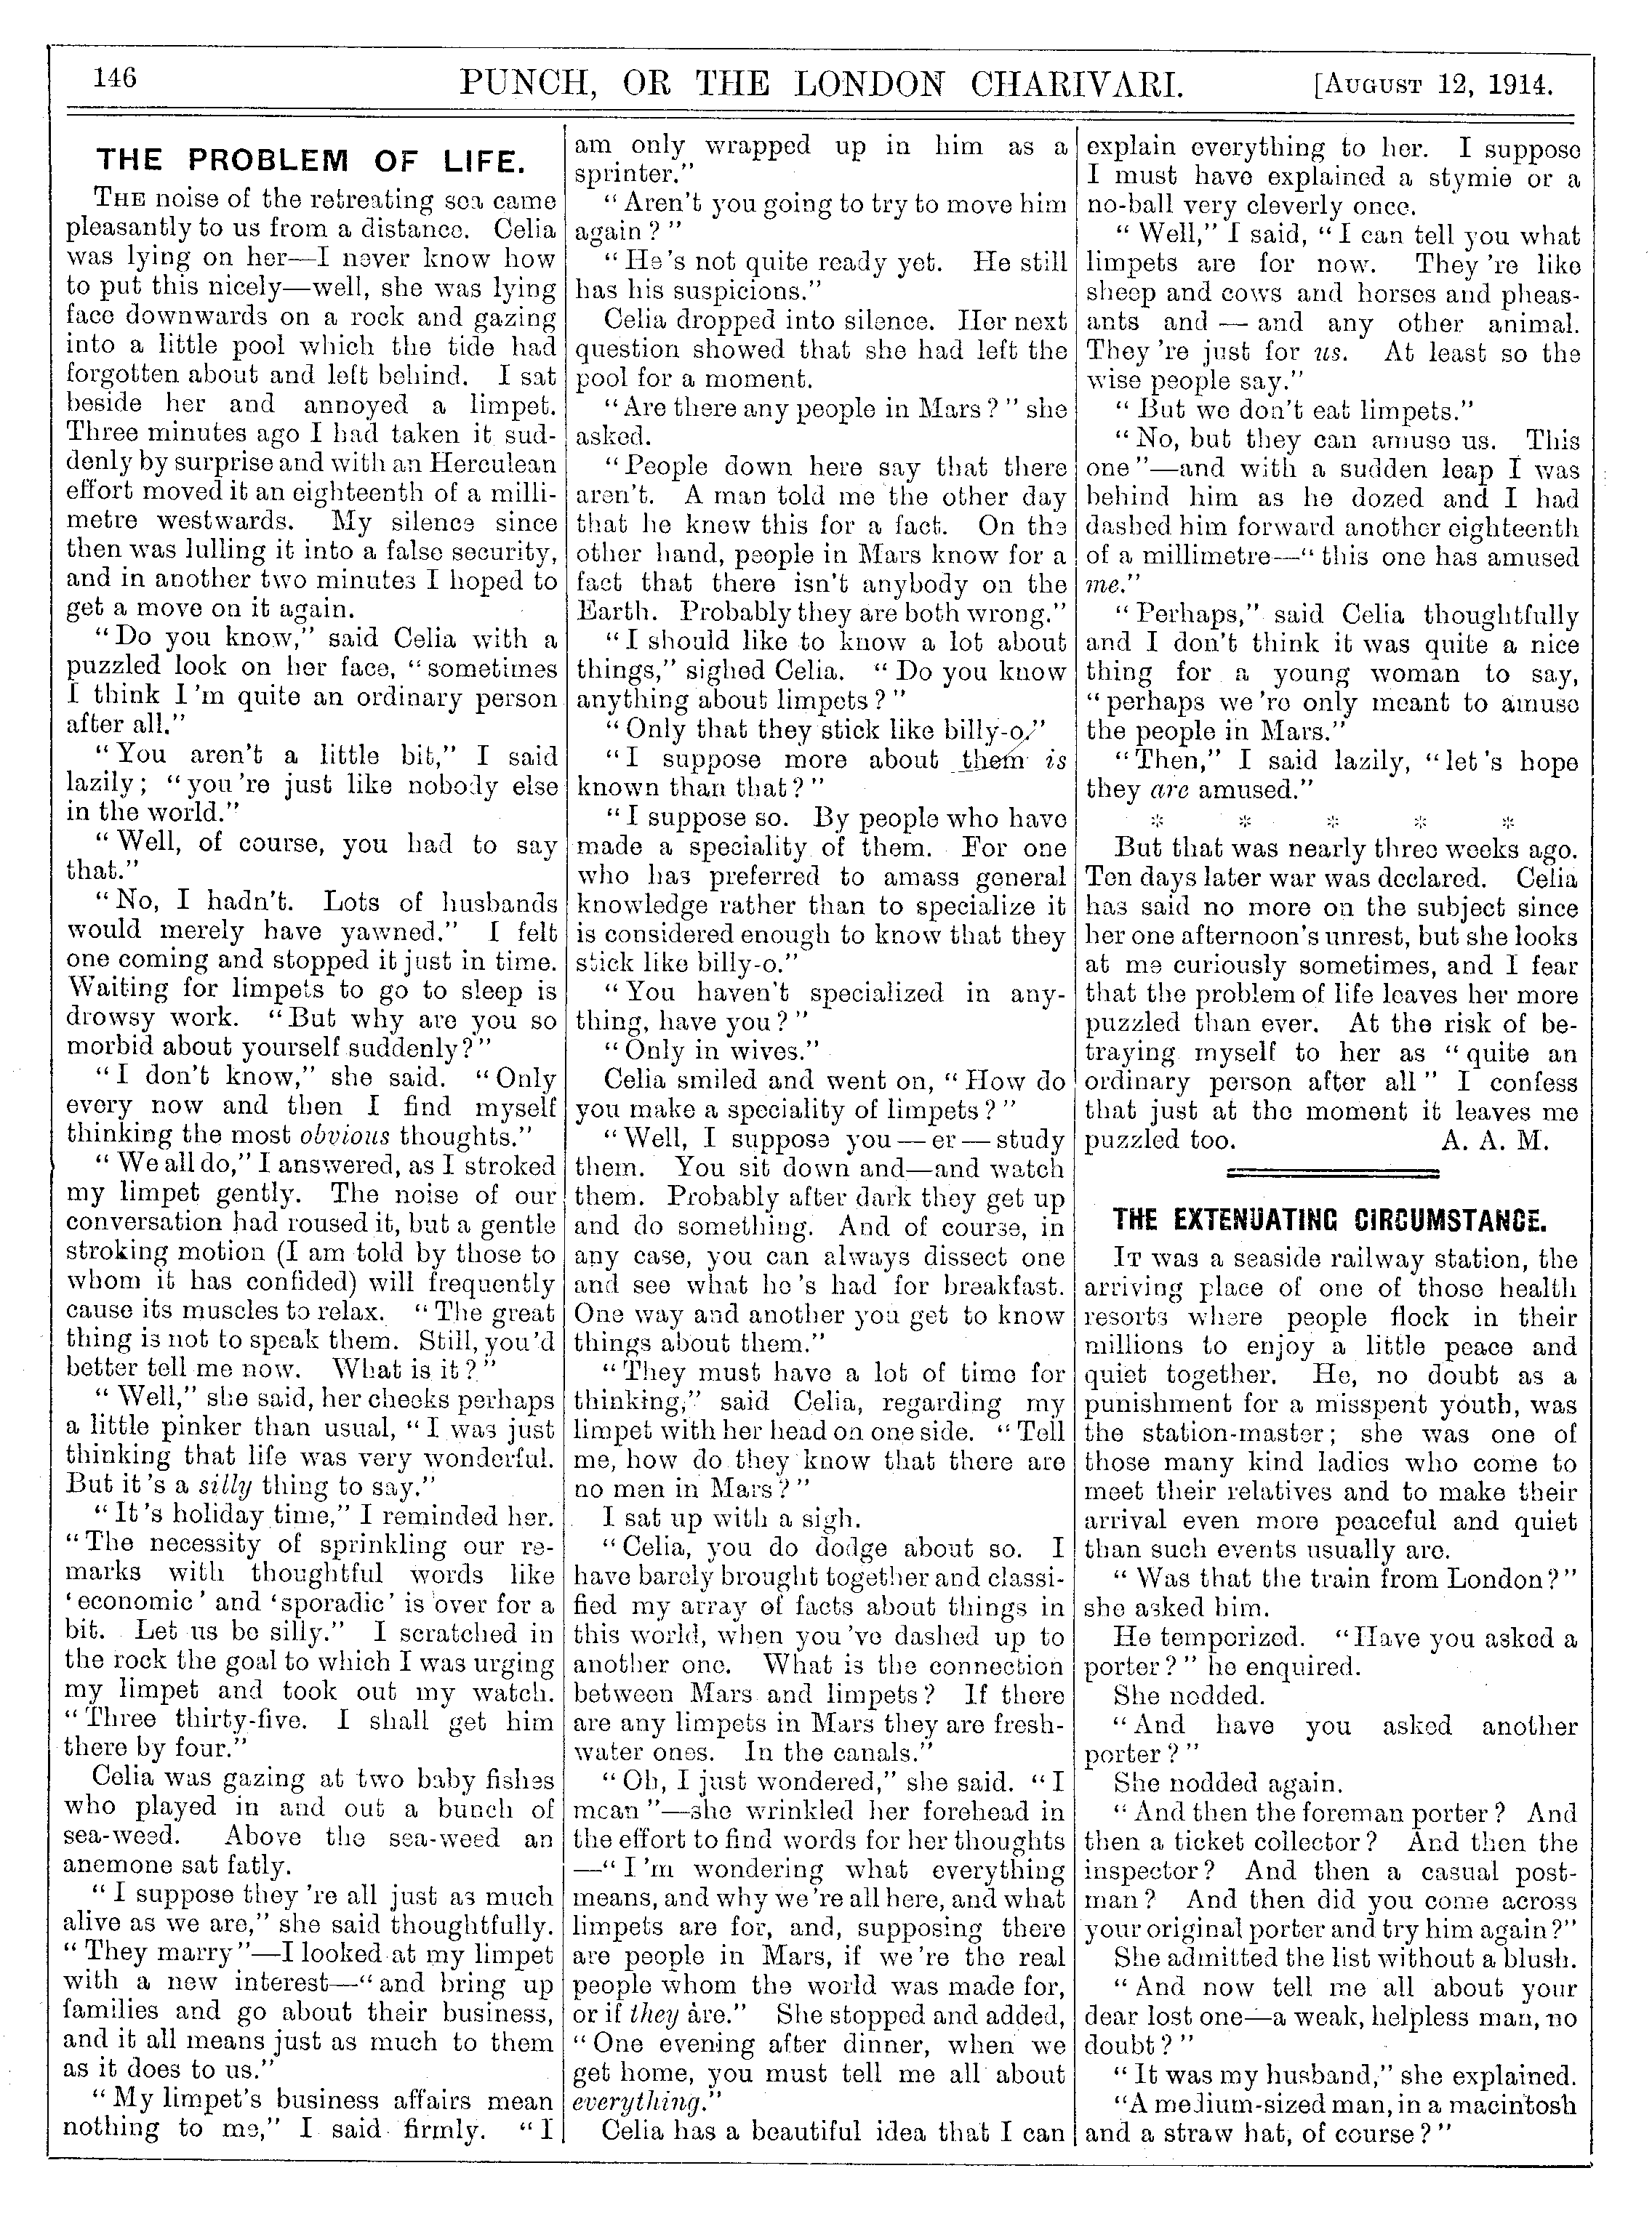 146
PUNCH, OR THE LONDON CHARIVARI.
[AUGUST 12, 1914.
THE PROBLEM OF LIFE.
THE noise of the retreating sea came
pleasantly to us from a distance. Celia
was lying on her—I never know how
to put this nicely—well, she was lying
face downwards on a rock and gazing
into a little pool which the tide had
forgotten about and left behind. I sat
beside her and annoyed a limpet.
Three minutes ago I had taken it sud-
denly by surprise and with an Herculean
effort moved it an eighteenth of a milli-
metre westwards. My silence since
then was lulling it into a false security,
and in another two minutes I hoped to
get a move on it again.
"Do you know," said Celia with a
puzzled look on her face, "sometimes
I think I'm quite an ordinary person
after all."
"You aren't a little bit," I said
lazily; "you're just like nobody else
in the world."
"Well, of course, you had to say
that."
"No, I hadn't. Lots of husbands
would merely have yawned." I felt
one coming and stopped it just in time.
Waiting for limpets to go to sleep is
drowsy work. "But why are you so
morbid about yourself suddenly?"
"I don't know," she said. "Only
every now and then I find myself
thinking the most obvious thoughts."
"We all do," I answered, as I stroked
my limpet gently. The noise of our
conversation had roused it, but a gentle
stroking motion (I am told by those to
whom it has confided) will frequently
cause its muscles to relax. "The great
thing is not to speak them. Still, you'd
better tell me now. What is it?"
"Well," she said, her cheeks perhaps
a little pinker than usual, "I was just
thinking that life was very wonderful.
But it's a silly thing to say."
"It's holiday time," I reminded her.
"The necessity of sprinkling our re-
marks with thoughtful words like
'economic' and 'sporadic' is over for a
bit. Let us be silly." I scratched in
the rock the goal to which I was urging
my limpet and took out my watch.
"Three thirty-five. I shall get him
there by four."
Celia was gazing at two baby fishes
who played in and out a bunch of
sea-weed. Above the sea-weed an
anemone sat fatly.
"I suppose they're all just as much
alive as we are," she said thoughtfully.
"They marry"—I looked at my limpet
with a new interest—"and bring up
families and go about their business,
and it all means just as much to them
as it does to us."
"My limpet's business affairs mean
nothing to me," I said firmly. "I
am only wrapped up in him as a
sprinter."
"Aren't you going to try to move him
again?"
"He's not quite ready yet. He still
has his suspicions."
Celia dropped into silence. Her next
question showed that she had left the
pool for a moment.
"Are there any people in Mars?" she
asked.
"People down here say that there
aren't. A man told me the other day
that he knew this for a fact. On the
other hand, people in Mars know for a
fact that there isn't anybody on the
Earth. Probably they are both wrong."
"I should like to know a lot about
things," sighed Celia. "Do you know
anything about limpets?"
"Only that they stick like billy-o."
"I suppose more about them is
known than that?"
"I suppose so. By people who have
made a speciality of them. For one
who has preferred to amass general
knowledge rather than to specialize it
is considered enough to know that they
stick like billy-o."
"You haven't specialized in any-
thing, have you?"
"Only in wives."
Celia smiled and went on, "How do
you make a speciality of limpets?"
"Well, I suppose you—er—study
them. You sit down and—and watch
them. Probably after dark they get up
and do something. And of course, in
any case, you can always dissect one
and see what he's had for breakfast.
One way and another you get to know
things about them."
"They must have a lot of time for
thinking," said Celia, regarding my
limpet with her head on one side. "Tell
me, how do they know that there are
no men in Mars?"
I sat up with a sigh.
"Celia, you do dodge about so. I
have barely brought together and classi-
fied my array of facts about things in
this world, when you've dashed up to
another one. What is the connection
between Mars and limpets? If there
are any limpets in Mars they are fresh-
water ones. In the canals."
"Oh, I just wondered," she said. "I
mean"—she wrinkled her forehead in
the effort to find words for her thoughts
—"I'm wondering what everything
means, and why we're all here, and what
limpets are for, and, supposing there
are people in Mars, if we're the real
people whom the world was made for,
or if they are." She stopped and added,
"One evening after dinner, when we
get home, you must tell me all about
everything."
Celia has a beautiful idea that I can
explain everything to her. I suppose
I must have explained a stymie or a
no-ball very cleverly once.
"Well," I said, "I can tell you what
limpets are for now. They're like
sheep and cows and horses and pheas-
ants and—and any other animal.
They're just for us. At least so the
wise people say."
"But we don't eat limpets."
"No, but they can amuse us. This
one"—and with a sudden leap I was
behind him as he dozed and I had
dashed him forward another eighteenth
of a millimetre—"this one has amused
me."
"Perhaps," said Celia thoughtfully
and I don't think it was quite a nice
thing for a young woman to say,
"perhaps we're only meant to amuse
the people in Mars."
"Then," I said lazily, "let's hope
they are amused."
* * * * *
But that was nearly three weeks ago.
Ten days later war was declared. Celia
has said no more on the subject since
her one afternoon's unrest, but she looks
at me curiously sometimes, and I fear
that the problem of life leaves her more
puzzled than ever. At the risk of be-
traying myself to her as "quite an
ordinary person after all" I confess
that just at the moment it leaves me
puzzled too. A. A. M.
THE EXTENUATING CIRCUMSTANCE.
IT was a seaside railway station, the
arriving place of one of those health
resorts where people flock in their
millions to enjoy a little peace and
quiet together. He, no doubt as a
punishment for a misspent youth, was
the station-master; she was one of
those many kind ladies who come to
meet their relatives and to make their
arrival even more peaceful and quiet
than such events usually are.
"Was that the train from London?"
she asked him.
He temporized. "Have you asked a
porter?" he enquired.
She nodded.
"And have you asked another
porter?"
She nodded again.
"And then the foreman porter? And
then a ticket collector? And then the
inspector? And then a casual post-
man? And then did you come across
your original porter and try him again?"
She admitted the list without a blush.
"And now tell me all about your
dear lost one—a weak, helpless man, no
doubt?"
"It was my husband," she explained.
"A medium-sized man, in a macintosh
and a straw hat, of course?"